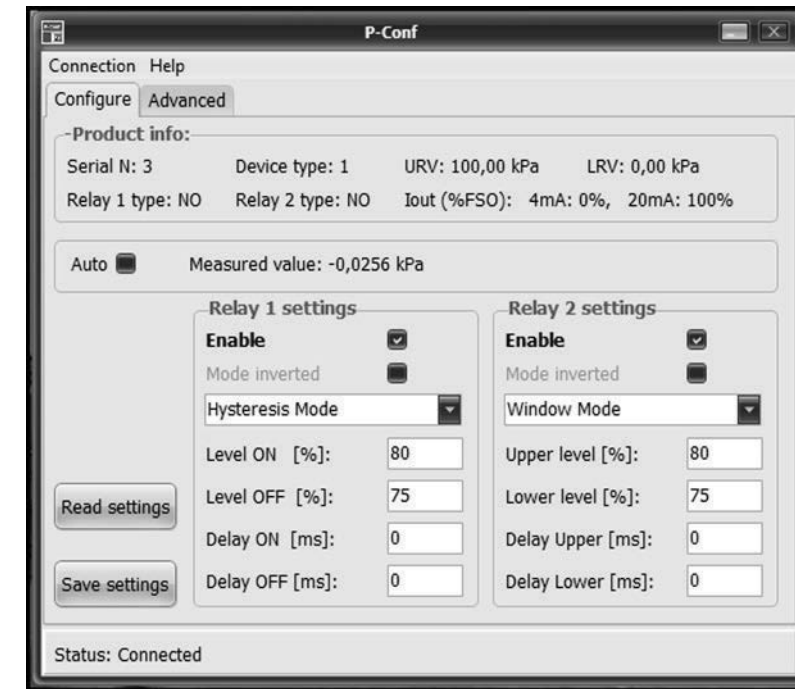 P-Conf
Connection Help
Configure Advanced
-Product info:
Serial N: 3 Device type: 1 URV: 100,00 kPa LRV: 0,00 kPa
Relay 1 type: NO Relay 2 type: NO Iout (%FSO): 4mA: 0%, 20mA: 100%
Auto Measured value: -0,0256 kPa
Relay 1 settings
Enable
Mode inverted
Hysteresis Mode
Level ON [%]: 80
Level OFF [%]: 75
Delay ON [ms]: 0
Delay OFF [ms]: 0
Relay 2 settings
Enable
Mode inverted
Window Mode
Upper level [%]: 80
Lower level [%]: 75
Delay Upper [ms]: 0
Delay Lower [ms]: 0
Read settings
Save settings
Status: Connected